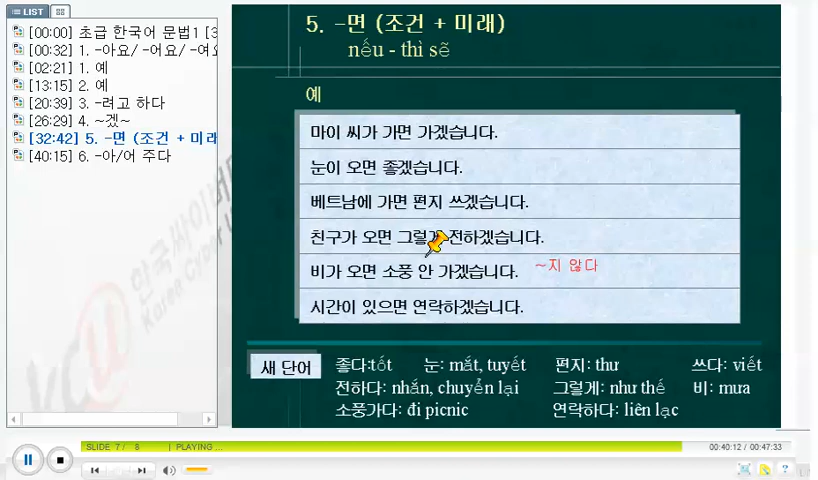 LIST
[00:00] 초급 한국어 문법1 [3
[00:32] 1. -아요/ -어요/ -여요
[02:21] 1. 예
[13:15] 2. 예
[20:39] 3. -려고 하다
[26:29] 4. ~겠~
[32:42] 5. -면 (조건 + 미래
[40:15] 6. -아/어 주다
한국싸이버
Korea Cyber U
KCU
5. -면 (조건 + 미래)
nếu - thì sẽ
예
마이 씨가 가면 가겠습니다.
눈이 오면 좋겠습니다.
베트남에 가면 편지 쓰겠습니다.
친구가 오면 그렇게 전하겠습니다.
비가 오면 소풍 안 가겠습니다. ~지 않다
시간이 있으면 연락하겠습니다.
새 단어
좋다:tốt 눈: mắt, tuyết 편지: thư 쓰다: viết
전하다: nhắn, chuyển lại 그렇게: như thế 비: mưa
소풍가다: đi picnic 연락하다: liên lạc
SLIDE 7 / 8 PLAYING ...
00:40:12 / 00:47:33